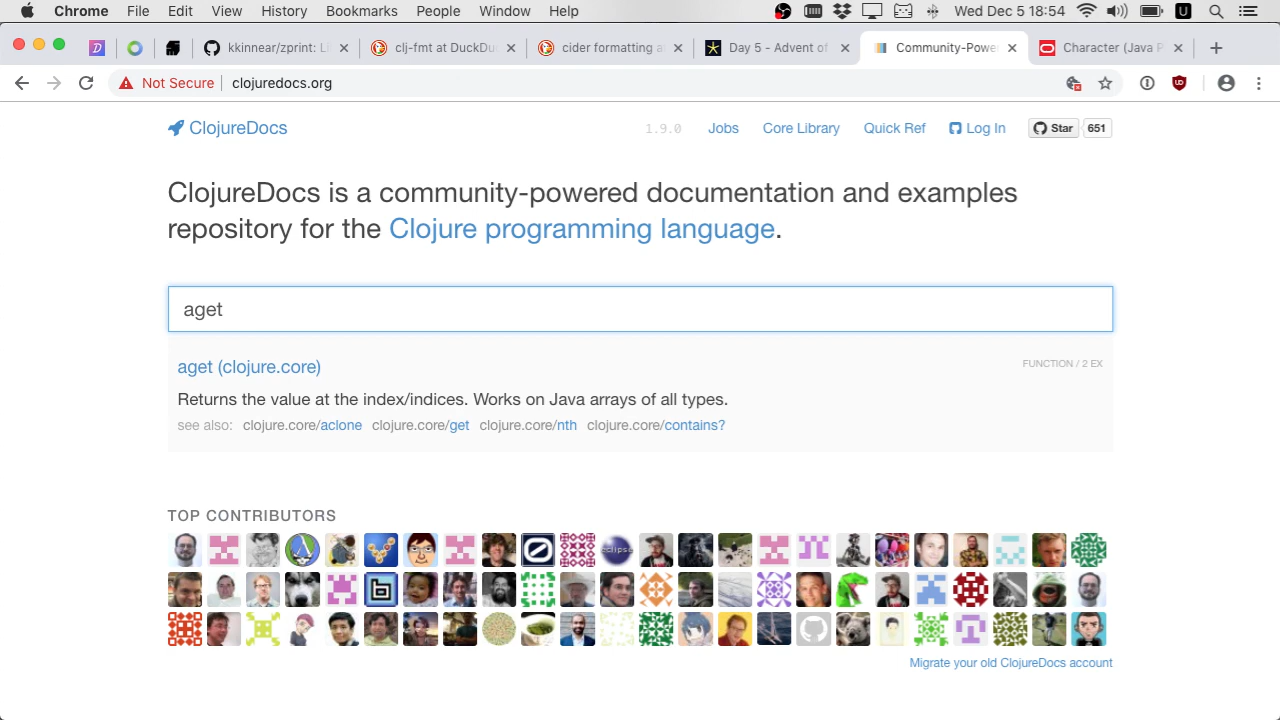 Chrome File Edit View History Bookmarks People Window Help Wed Dec 5 18:54 U
kkinnear/zprint: Li clj-fmt at DuckDu cider formatting a Day 5 - Advent of Community-Powe Character (Java P
Not Secure clojuredocs.org
ClojureDocs 1.9.0 Jobs Core Library Quick Ref Log In Star 651
ClojureDocs is a community-powered documentation and examples
repository for the Clojure programming language.
aget
aget (clojure.core) FUNCTION / 2 EX
Returns the value at the index/indices. Works on Java arrays of all types.
see also: clojure.core/aclone clojure.core/get clojure.core/nth clojure.core/contains?
TOP CONTRIBUTORS
eclipse
Migrate your old ClojureDocs account